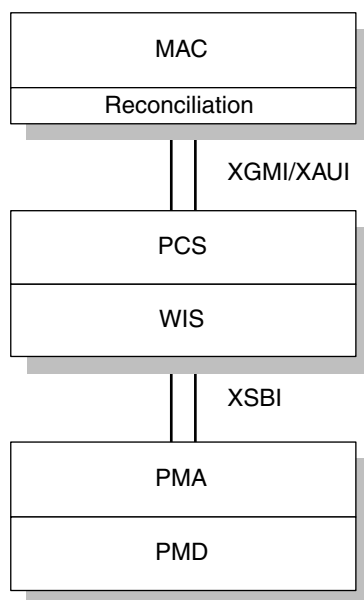 MAC
Reconciliation
XGMI/XAUI
PCS
WIS
XSBI
PMA
PMD